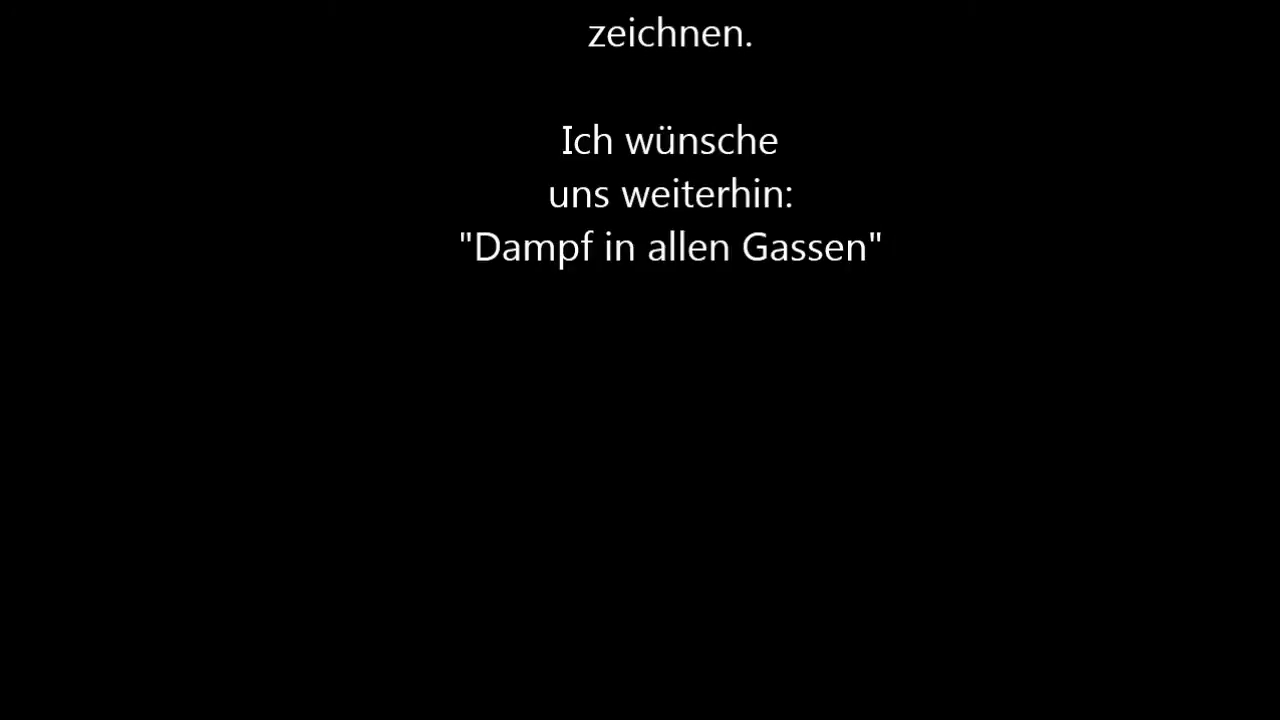 zeichnen.
Ich wünsche
uns weiterhin:
"Dampf in allen Gassen"